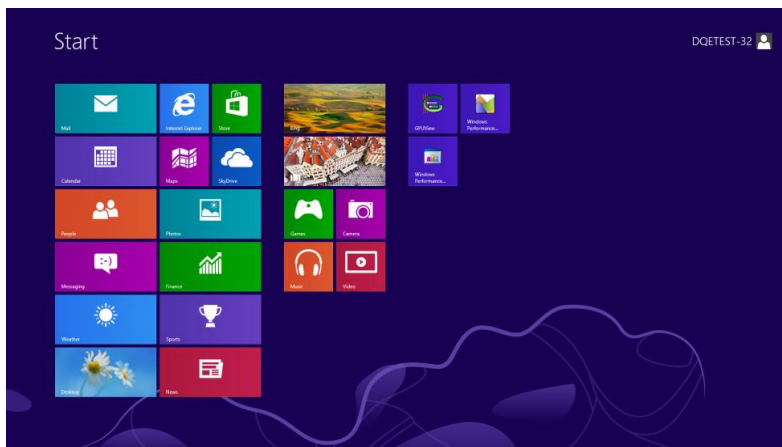 Start
DQETEST-32
Mail
Internet Explorer
Store
Calendar
Maps
SkyDrive
People
Photos
Messaging
:-)
Finance
Weather
Sports
Desktop
News
Bing
Games
Camera
Music
Video
GPUView
Windows
Performance...
Windows
Performance...